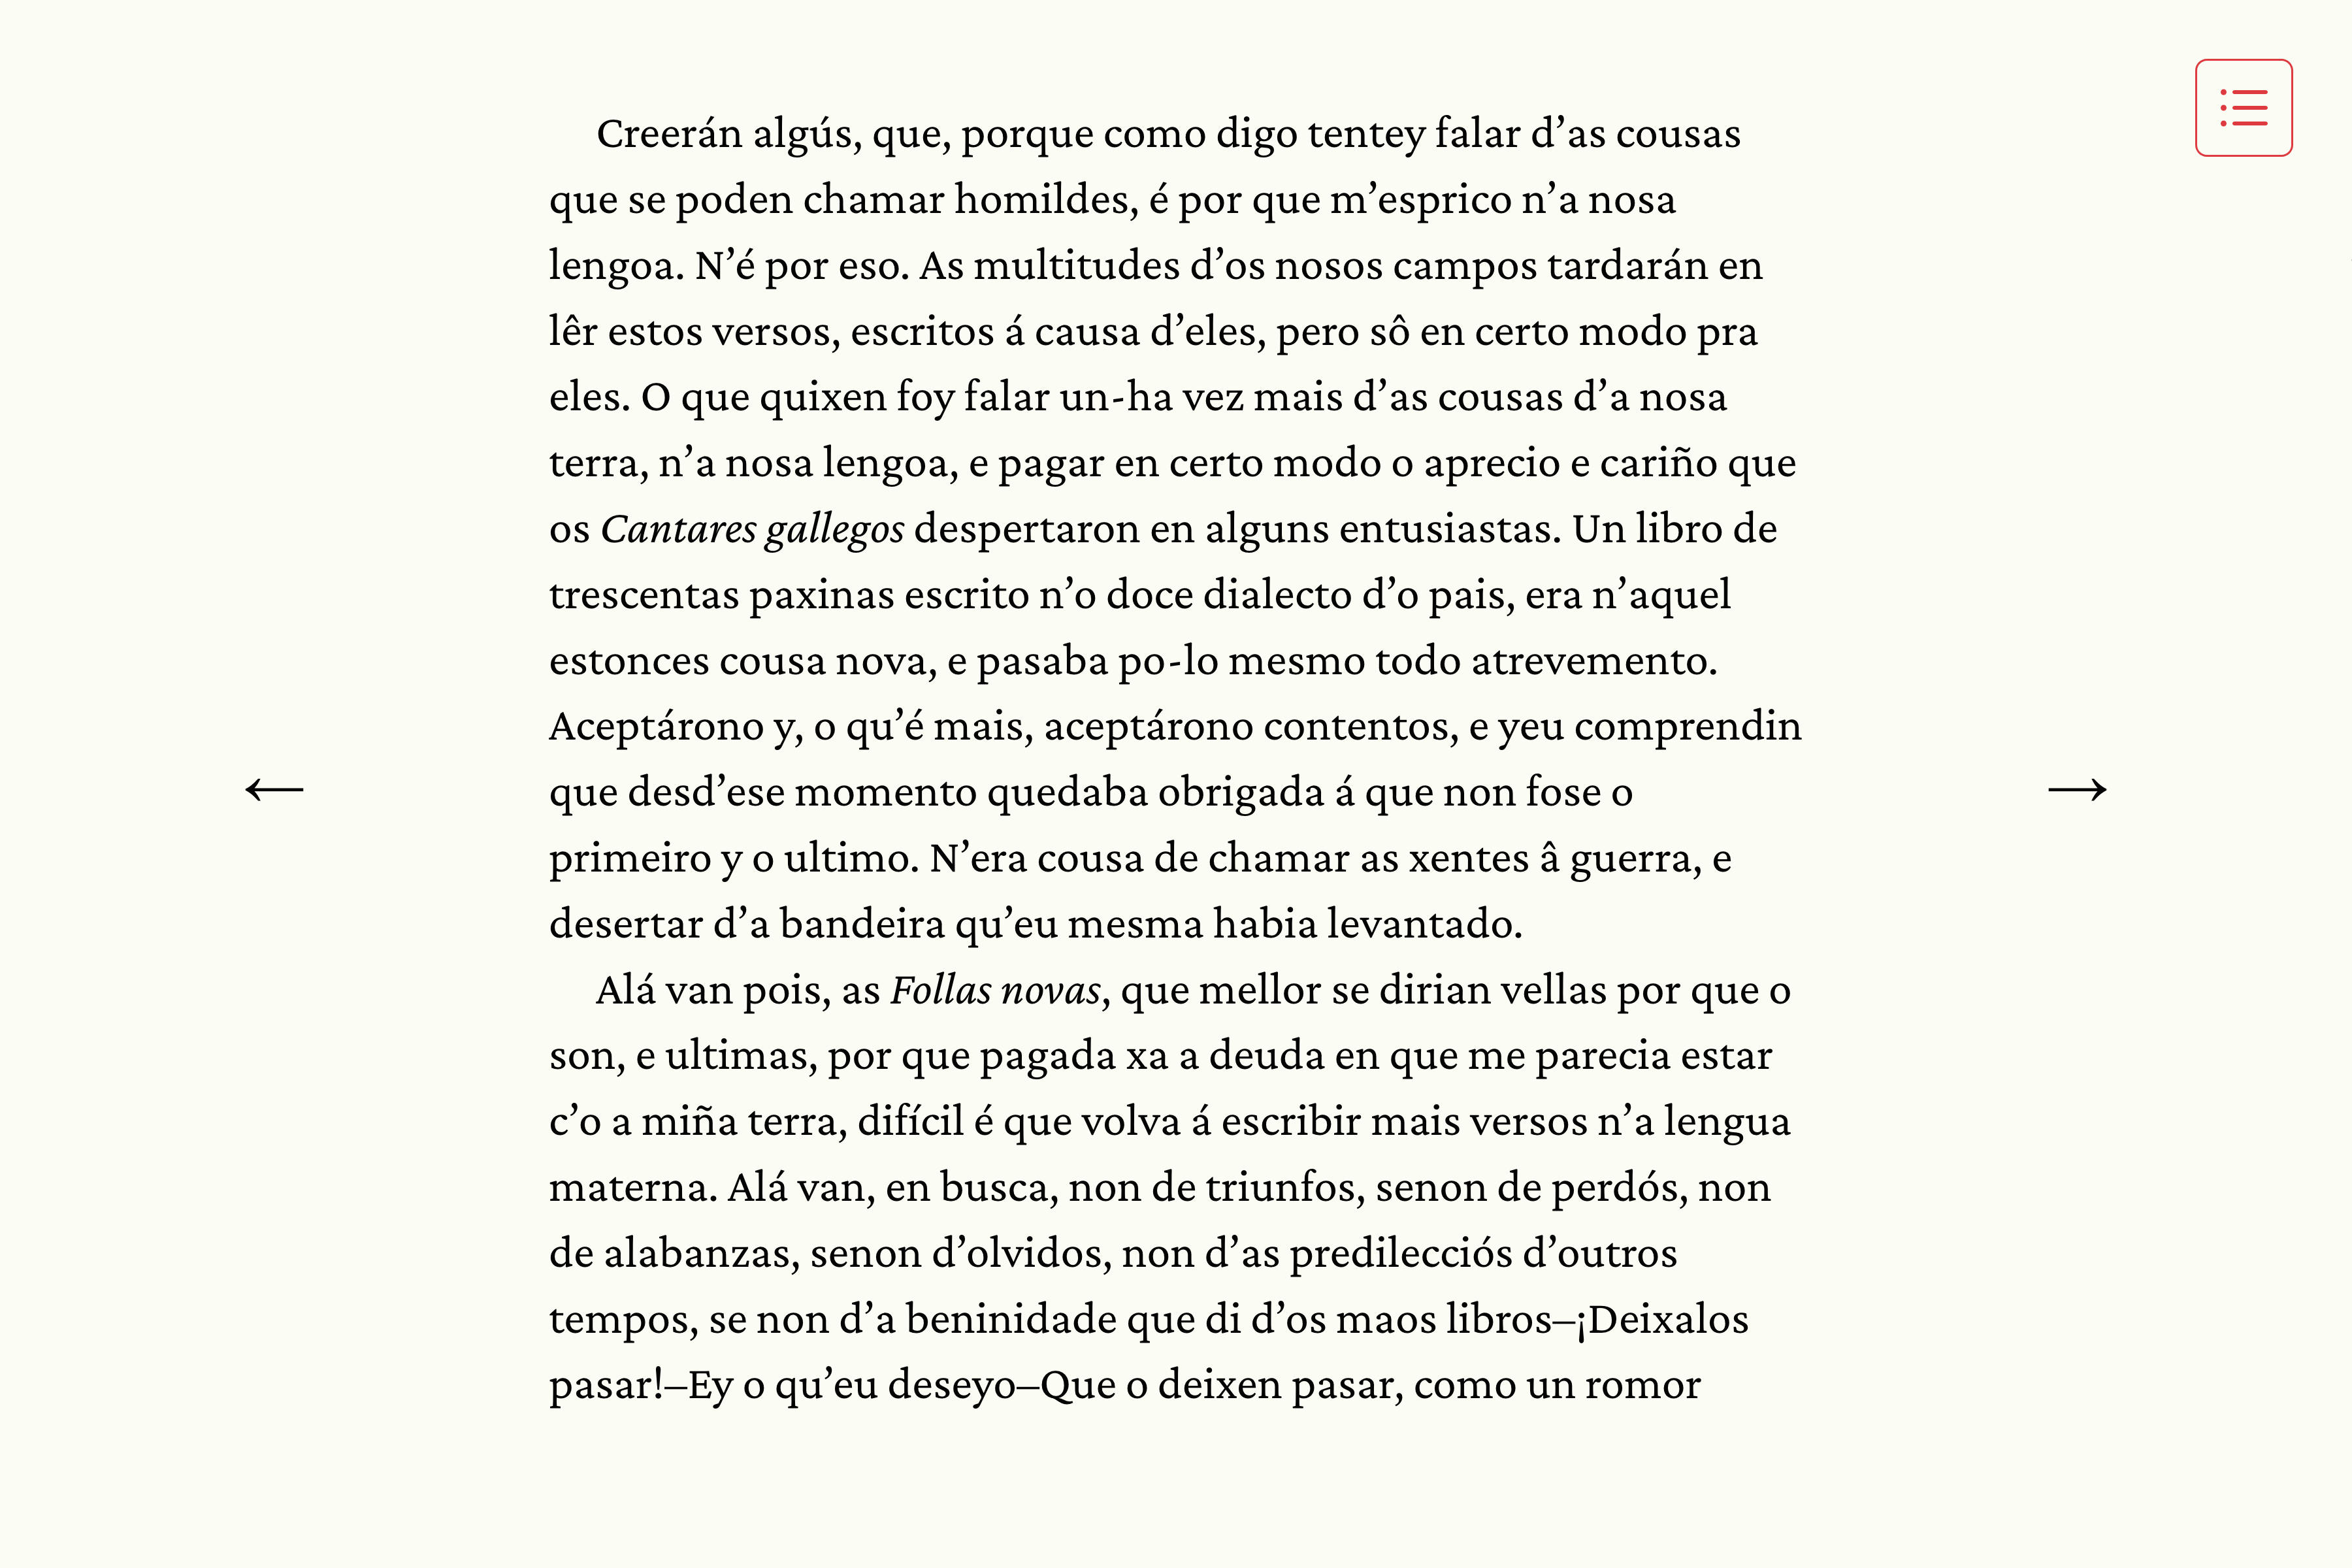 Creerán algús, que, porque como digo tentey falar d’as cousas
que se poden chamar homildes, é por que m’esprico n’a nosa
lengoa. N’é por eso. As multitudes d’os nosos campos tardarán en
lêr estos versos, escritos á causa d’eles, pero sô en certo modo pra
eles. O que quixen foy falar un-ha vez mais d’as cousas d’a nosa
terra, n’a nosa lengoa, e pagar en certo modo o aprecio e cariño que
os Cantares gallegos despertaron en alguns entusiastas. Un libro de
trescentas paxinas escrito n’o doce dialecto d’o pais, era n’aquel
estonces cousa nova, e pasaba po-lo mesmo todo atrevemento.
Aceptárono y, o qu’é mais, aceptárono contentos, e yeu comprendin
que desd’ese momento quedaba obrigada á que non fose o
primeiro y o ultimo. N’era cousa de chamar as xentes â guerra, e
desertar d’a bandeira qu’eu mesma habia levantado.
Alá van pois, as Follas novas, que mellor se dirian vellas por que o
son, e ultimas, por que pagada xa a deuda en que me parecia estar
c’o a miña terra, difícil é que volva á escribir mais versos n’a lengua
materna. Alá van, en busca, non de triunfos, senon de perdós, non
de alabanzas, senon d’olvidos, non d’as predilecciós d’outros
tempos, se non d’a beninidade que di d’os maos libros–¡Deixalos
pasar!–Ey o qu’eu deseyo–Que o deixen pasar, como un romor